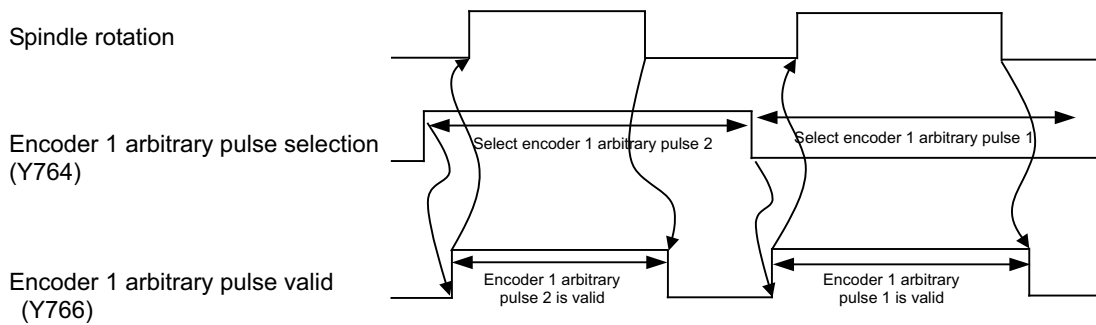 Spindle rotation
Encoder 1 arbitrary pulse selection
(Y764)
Select encoder 1 arbitrary pulse 2
Select encoder 1 arbitrary pulse 1
Encoder 1 arbitrary pulse valid
(Y766)
Encoder 1 arbitrary
pulse 2 is valid
Encoder 1 arbitrary
pulse 1 is valid